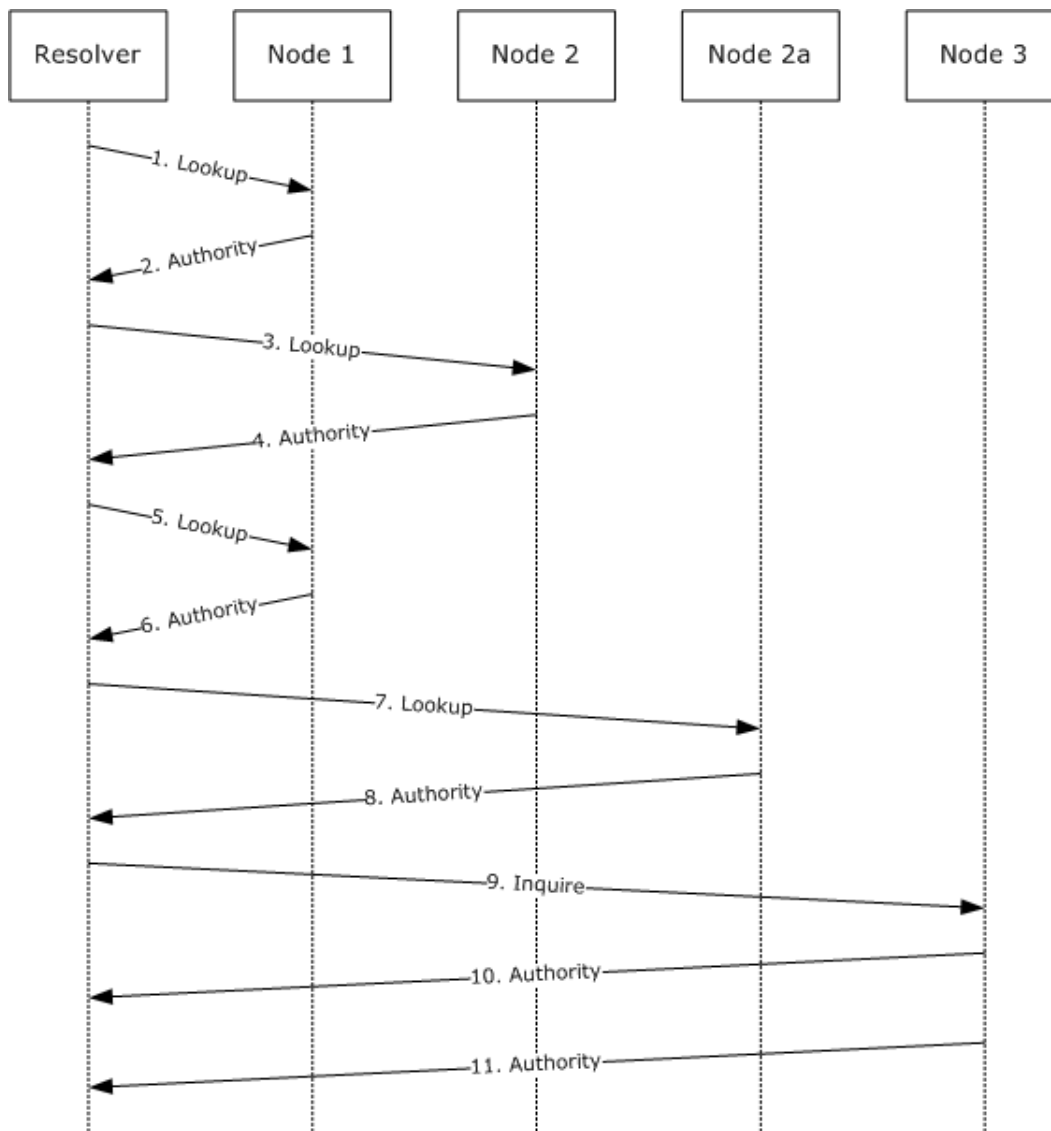 Resolver
Node 1
Node 2
Node 2a
Node 3
1. Lookup
2. Authority
3. Lookup
4. Authority
5. Lookup
6. Authority
7. Lookup
8. Authority
9. Inquire
10. Authority
11. Authority